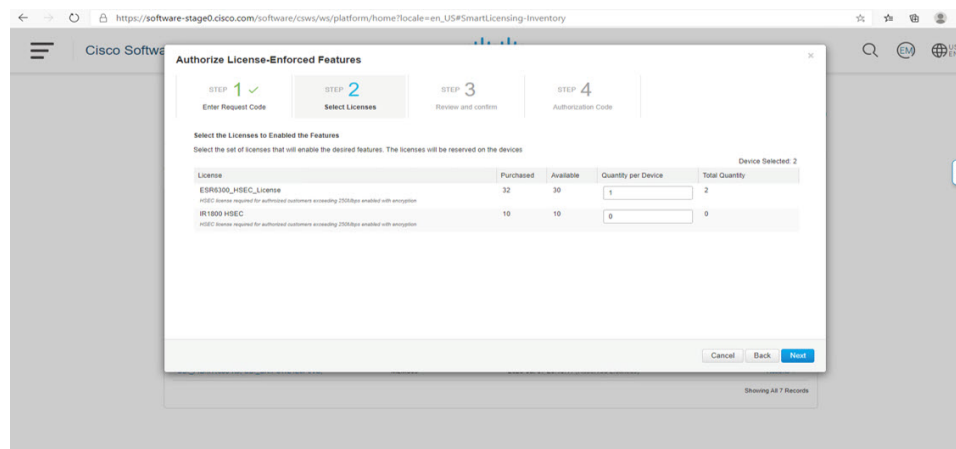 https://software-stage0.cisco.com/software/csws/ws/platform/home?locale=en_US#SmartLicensing-Inventory
Cisco Softwa
EM
US
EN
Authorize License-Enforced Features
×
STEP 1
STEP 2
STEP 3
STEP 4
Enter Request Code
Select Licenses
Review and confirm
Authorization Code
Select the Licenses to Enabled the Features
Select the set of licenses that will enable the desired features. The licenses will be reserved on the devices
Device Selected: 2
License Purchased Available Quantity per Device Total Quantity
ESR6300_HSEC_License 32 30 1 2
HSEC license required for authorized customers exceeding 250Mbps enabled with encryption
IR1800 HSEC 10 10 0 0
HSEC license required for authorized customers exceeding 250Mbps enabled with encryption
Cancel Back Next
Showing All 7 Records